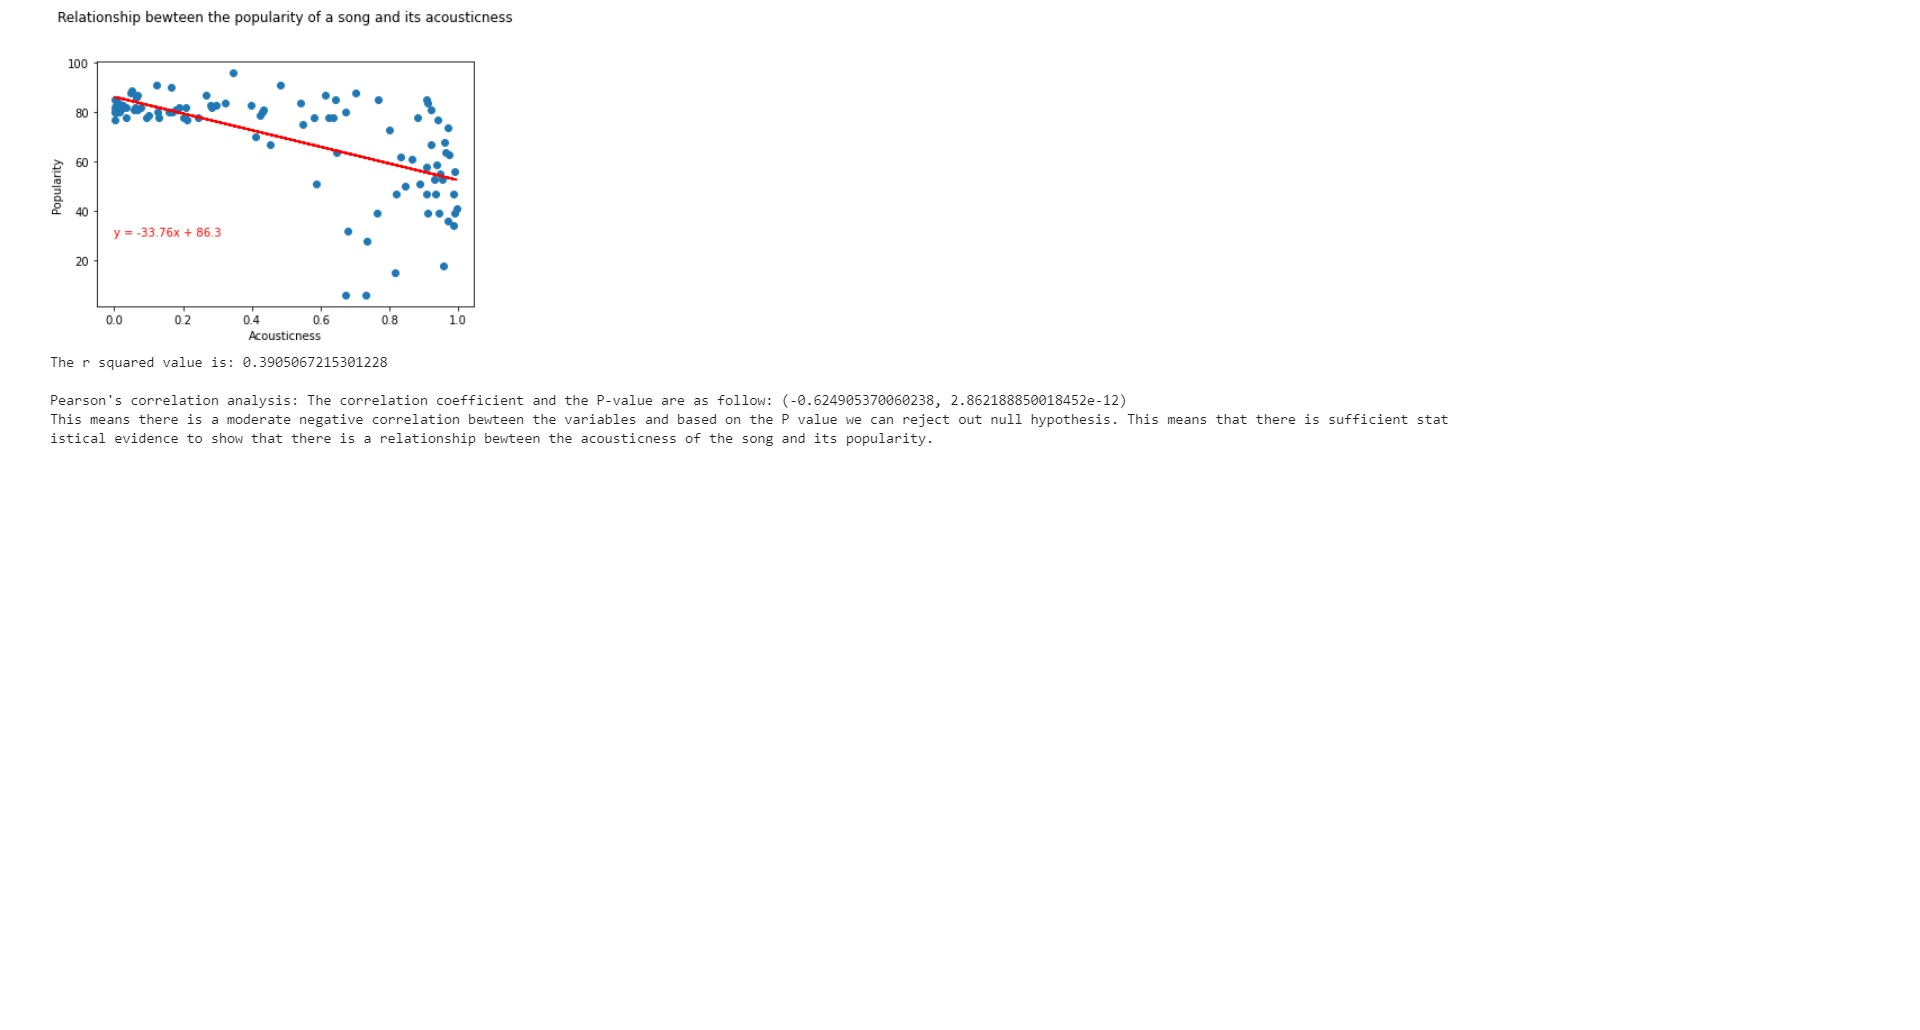 Relationship bewteen the popularity of a song and its acousticness
100
80
60
40
20
Popularity
y = -33.76x + 86.3
0.0 0.2 0.4 0.6 0.8 1.0
Acousticness
The r squared value is: 0.3905067215301228
Pearson's correlation analysis: The correlation coefficient and the P-value are as follow: (-0.624905370060238, 2.862188850018452e-12)
This means there is a moderate negative correlation bewteen the variables and based on the P value we can reject out null hypothesis. This means that there is sufficient stat
istical evidence to show that there is a relationship bewteen the acousticness of the song and its popularity.